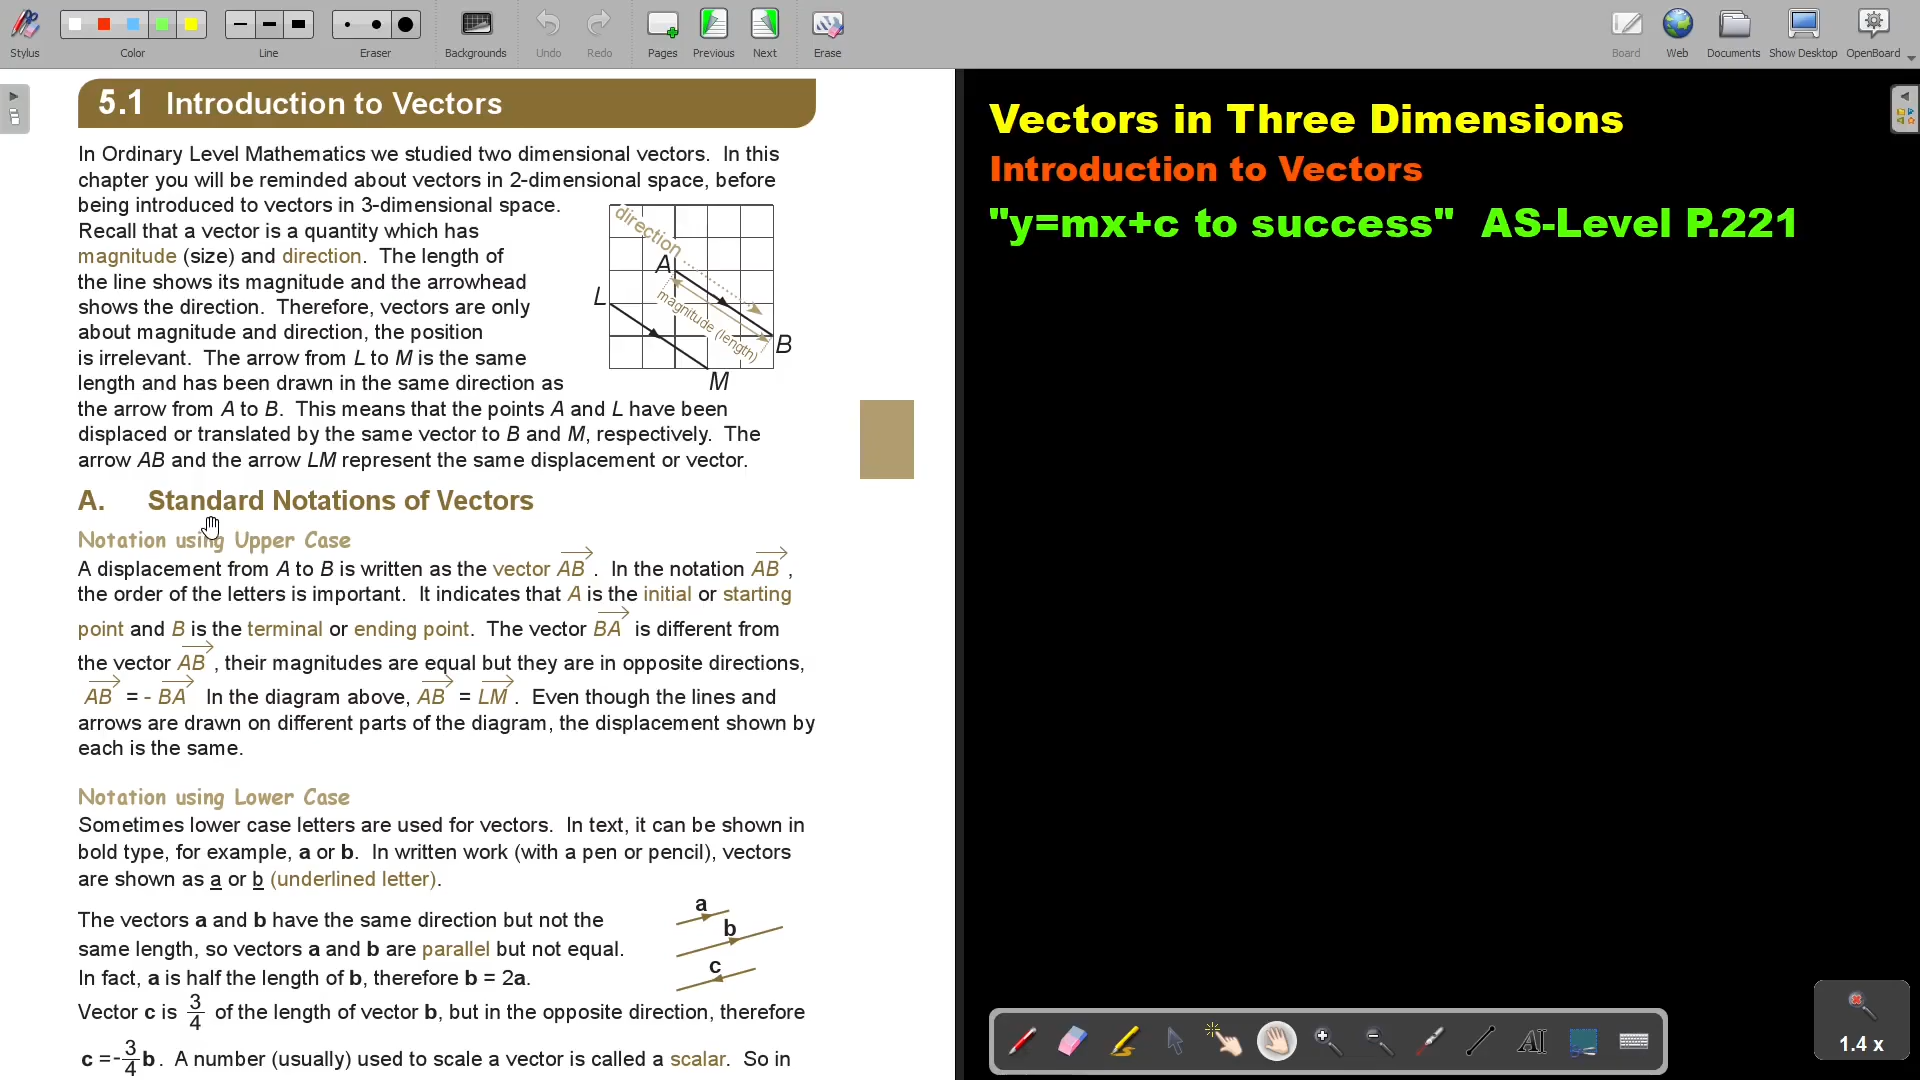 Stylus
Color
Line
Eraser
Backgrounds
Undo
Redo
Pages
Previous
Next
Erase
Board
Web
Documents
Show Desktop
OpenBoard
5.1 Introduction to Vectors
In Ordinary Level Mathematics we studied two dimensional vectors. In this
chapter you will be reminded about vectors in 2-dimensional space, before
being introduced to vectors in 3-dimensional space.
Recall that a vector is a quantity which has
magnitude (size) and direction. The length of
the line shows its magnitude and the arrowhead
shows the direction. Therefore, vectors are only
about magnitude and direction, the position
is irrelevant. The arrow from L to M is the same
length and has been drawn in the same direction as
the arrow from A to B. This means that the points A and L have been
displaced or translated by the same vector to B and M, respectively. The
arrow AB and the arrow LM represent the same displacement or vector.
direction
A
L
magnitude (length)
B
M
A. Standard Notations of Vectors
Notation using Upper Case
A displacement from A to B is written as the vector AB⃗. In the notation AB⃗,
the order of the letters is important. It indicates that A is the initial or starting
point and B is the terminal or ending point. The vector BA⃗ is different from
the vector AB⃗, their magnitudes are equal but they are in opposite directions,
AB⃗ = - BA⃗ In the diagram above, AB⃗ = LM⃗. Even though the lines and
arrows are drawn on different parts of the diagram, the displacement shown by
each is the same.
Notation using Lower Case
Sometimes lower case letters are used for vectors. In text, it can be shown in
bold type, for example, a or b. In written work (with a pen or pencil), vectors
are shown as a or b (underlined letter).
The vectors a and b have the same direction but not the
same length, so vectors a and b are parallel but not equal.
In fact, a is half the length of b, therefore b = 2a.
a
b
c
Vector c is 3/4 of the length of vector b, but in the opposite direction, therefore
c =-3/4 b. A number (usually) used to scale a vector is called a scalar. So in
Vectors in Three Dimensions
Introduction to Vectors
"y=mx+c to success" AS-Level P.221
AI
1.4 x